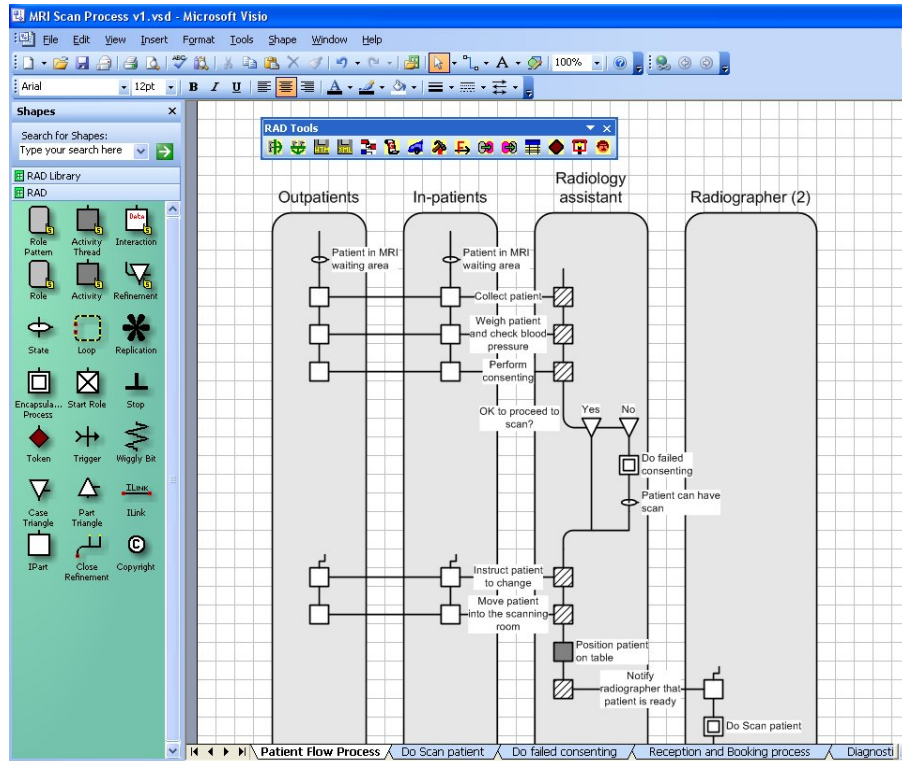 MRI Scan Process v1.vsd - Microsoft Visio
File Edit View Insert Format Tools Shape Window Help
100%
Arial 12pt B I U A
Shapes
Search for Shapes:
Type your search here
RAD Library
RAD
Role Pattern
Activity Thread
Data
Interaction
Role
Activity
Refinement
State
Loop
Replication
Encapsula... Process
Start Role
Stop
Token
Trigger
Wiggly Bit
Case Triangle
Part Triangle
ILINK
ILink
IPart
Close Refinement
Copyright
RAD Tools
Outpatients
In-patients
Radiology
assistant
Radiographer (2)
Patient in MRI
waiting area
Patient in MRI
waiting area
Collect patient
Weigh patient
and check blood
pressure
Perform
consenting
OK to proceed to
scan?
Yes
No
Do failed
consenting
Patient can have
scan
Instruct patient
to change
Move patient
into the scanning
room
Position patient
on table
Notify
radiographer that
patient is ready
Do Scan patient
Patient Flow Process Do Scan patient Do failed consenting Reception and Booking process Diagnosti